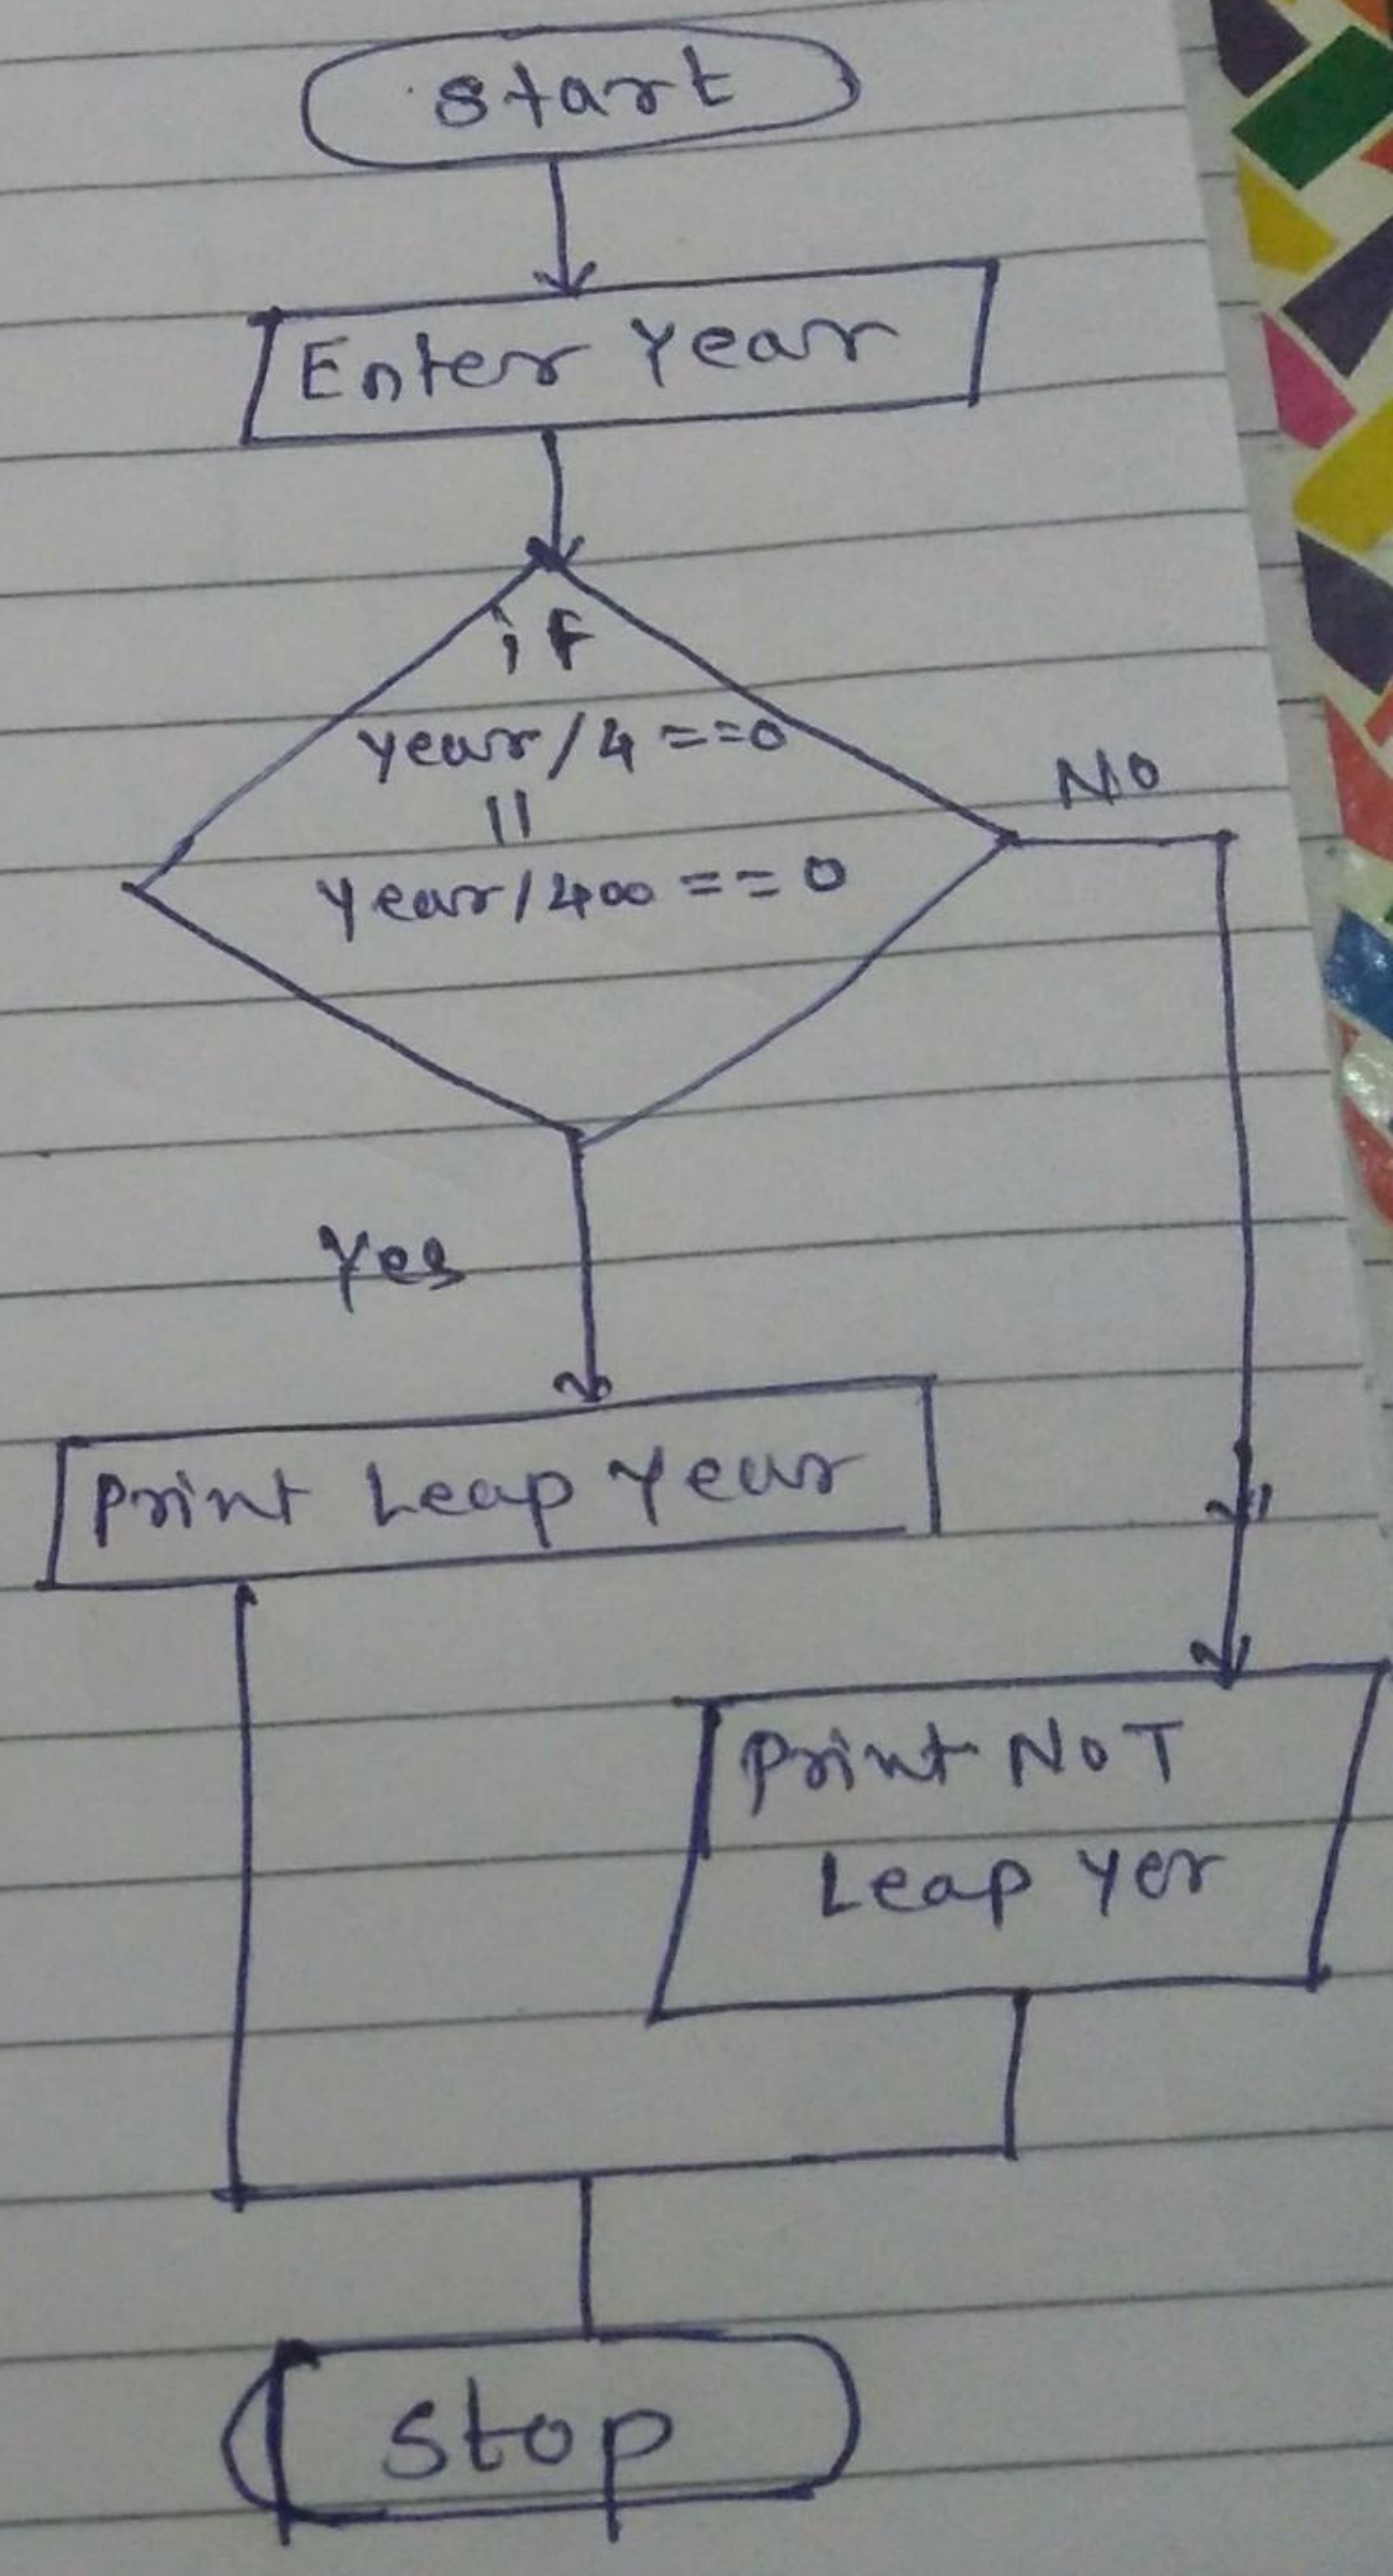 Start
Enter Year
if
year/4 ==0
||
year/400 == 0
NO
Yes
Print Leap Year
Print NOT
Leap Yer
Stop